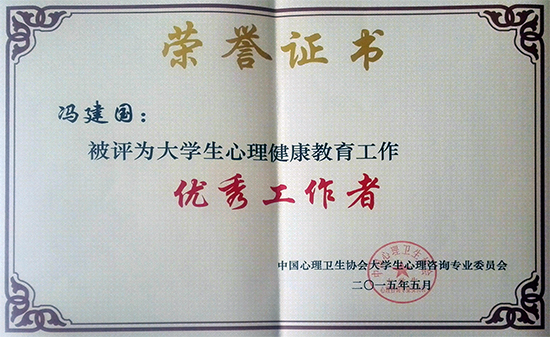 荣誉证书
冯建国：
被评为大学生心理健康教育工作
优秀工作者
中国心理卫生协会大学生心理咨询专业委员会
二〇一五年五月